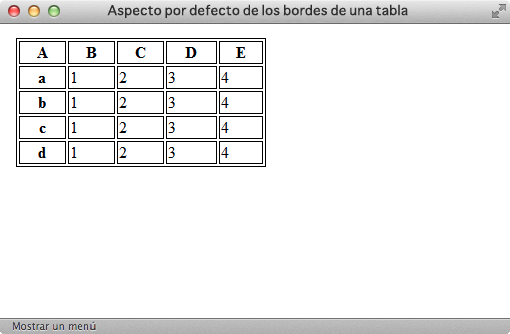 Aspecto por defecto de los bordes de una tabla
A B C D E
a 1 2 3 4
b 1 2 3 4
c 1 2 3 4
d 1 2 3 4
Mostrar un menú